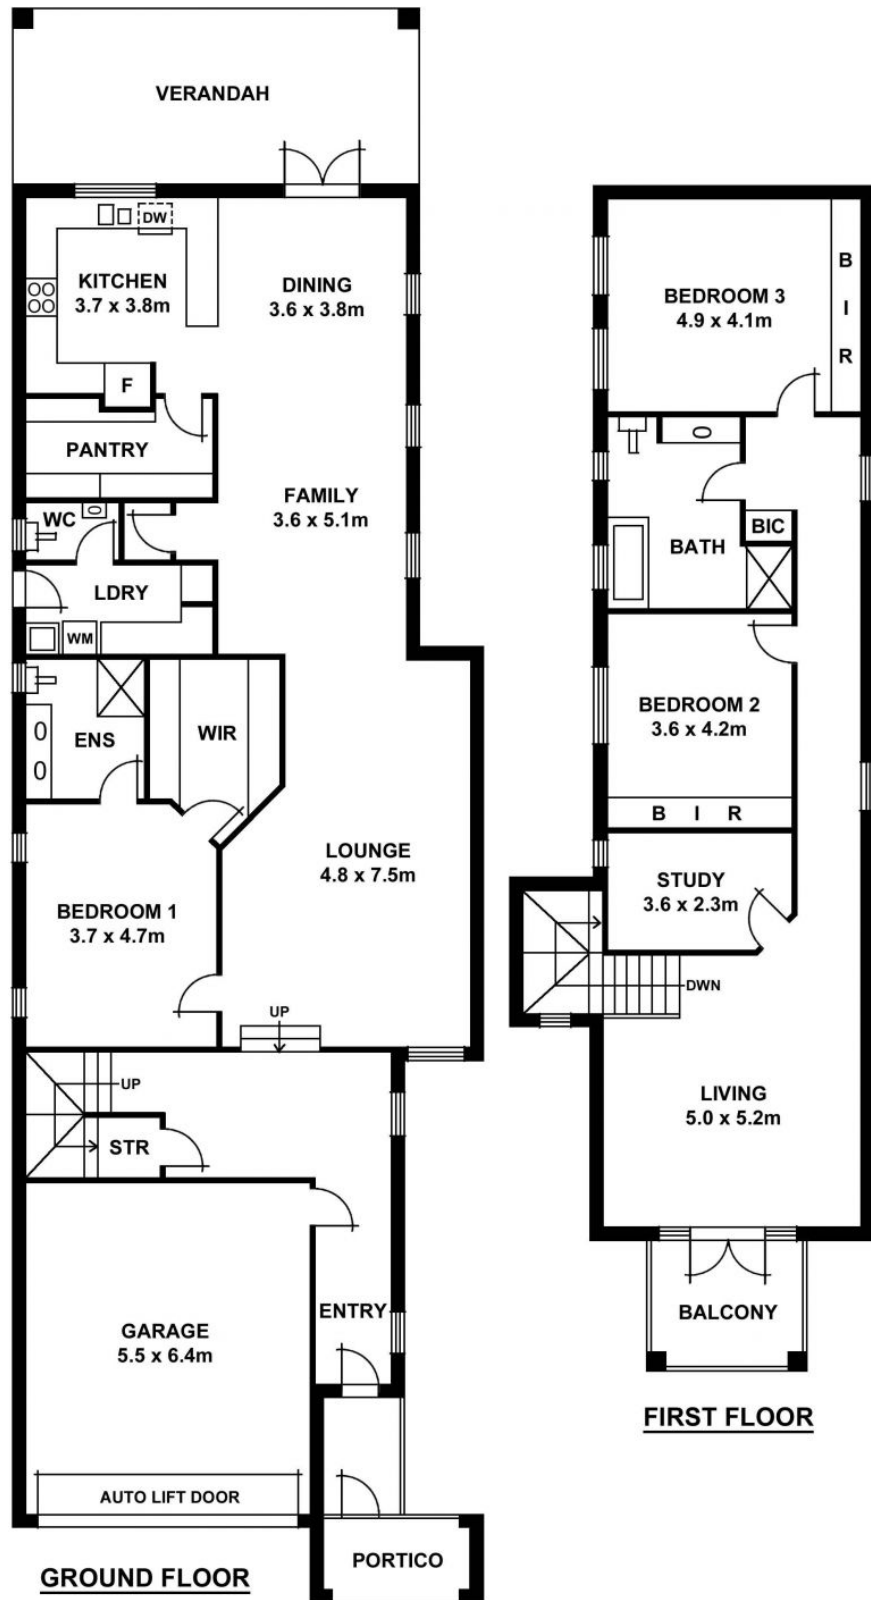 VERANDAH
DW
KITCHEN
3.7 x 3.8m
DINING
3.6 x 3.8m
F
PANTRY
FAMILY
3.6 x 5.1m
WC
LDRY
WM
ENS
WIR
LOUNGE
4.8 x 7.5m
BEDROOM 1
3.7 x 4.7m
UP
UP
STR
ENTRY
GARAGE
5.5 x 6.4m
AUTO LIFT DOOR
PORTICO
GROUND FLOOR
BEDROOM 3
4.9 x 4.1m
B
I
R
BIC
BATH
BEDROOM 2
3.6 x 4.2m
B I R
STUDY
3.6 x 2.3m
DWN
LIVING
5.0 x 5.2m
BALCONY
FIRST FLOOR